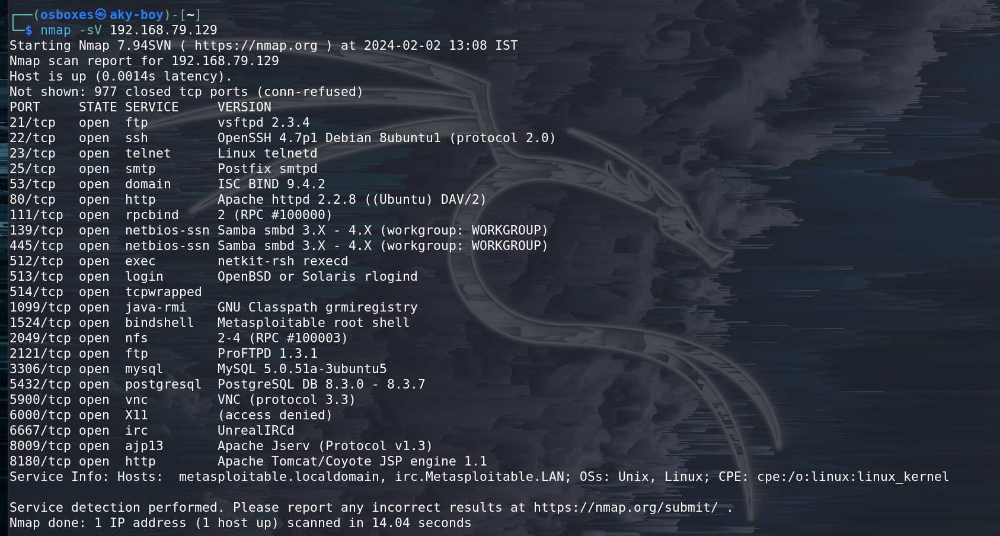 ┌──(osboxes㉿aky-boy)-[~]
└─$ nmap -sV 192.168.79.129
Starting Nmap 7.94SVN ( https://nmap.org ) at 2024-02-02 13:08 IST
Nmap scan report for 192.168.79.129
Host is up (0.0014s latency).
Not shown: 977 closed tcp ports (conn-refused)
PORT     STATE SERVICE     VERSION
21/tcp   open  ftp         vsftpd 2.3.4
22/tcp   open  ssh         OpenSSH 4.7p1 Debian 8ubuntu1 (protocol 2.0)
23/tcp   open  telnet      Linux telnetd
25/tcp   open  smtp        Postfix smtpd
53/tcp   open  domain      ISC BIND 9.4.2
80/tcp   open  http        Apache httpd 2.2.8 ((Ubuntu) DAV/2)
111/tcp  open  rpcbind     2 (RPC #100000)
139/tcp  open  netbios-ssn Samba smbd 3.X - 4.X (workgroup: WORKGROUP)
445/tcp  open  netbios-ssn Samba smbd 3.X - 4.X (workgroup: WORKGROUP)
512/tcp  open  exec        netkit-rsh rexecd
513/tcp  open  login       OpenBSD or Solaris rlogind
514/tcp  open  tcpwrapped
1099/tcp open  java-rmi    GNU Classpath grmiregistry
1524/tcp open  bindshell   Metasploitable root shell
2049/tcp open  nfs         2-4 (RPC #100003)
2121/tcp open  ftp         ProFTPD 1.3.1
3306/tcp open  mysql       MySQL 5.0.51a-3ubuntu5
5432/tcp open  postgresql  PostgreSQL DB 8.3.0 - 8.3.7
5900/tcp open  vnc         VNC (protocol 3.3)
6000/tcp open  X11         (access denied)
6667/tcp open  irc         UnrealIRCd
8009/tcp open  ajp13       Apache Jserv (Protocol v1.3)
8180/tcp open  http        Apache Tomcat/Coyote JSP engine 1.1
Service Info: Hosts:  metasploitable.localdomain, irc.Metasploitable.LAN; OSs: Unix, Linux; CPE: cpe:/o:linux:linux_kernel

Service detection performed. Please report any incorrect results at https://nmap.org/submit/ .
Nmap done: 1 IP address (1 host up) scanned in 14.04 seconds